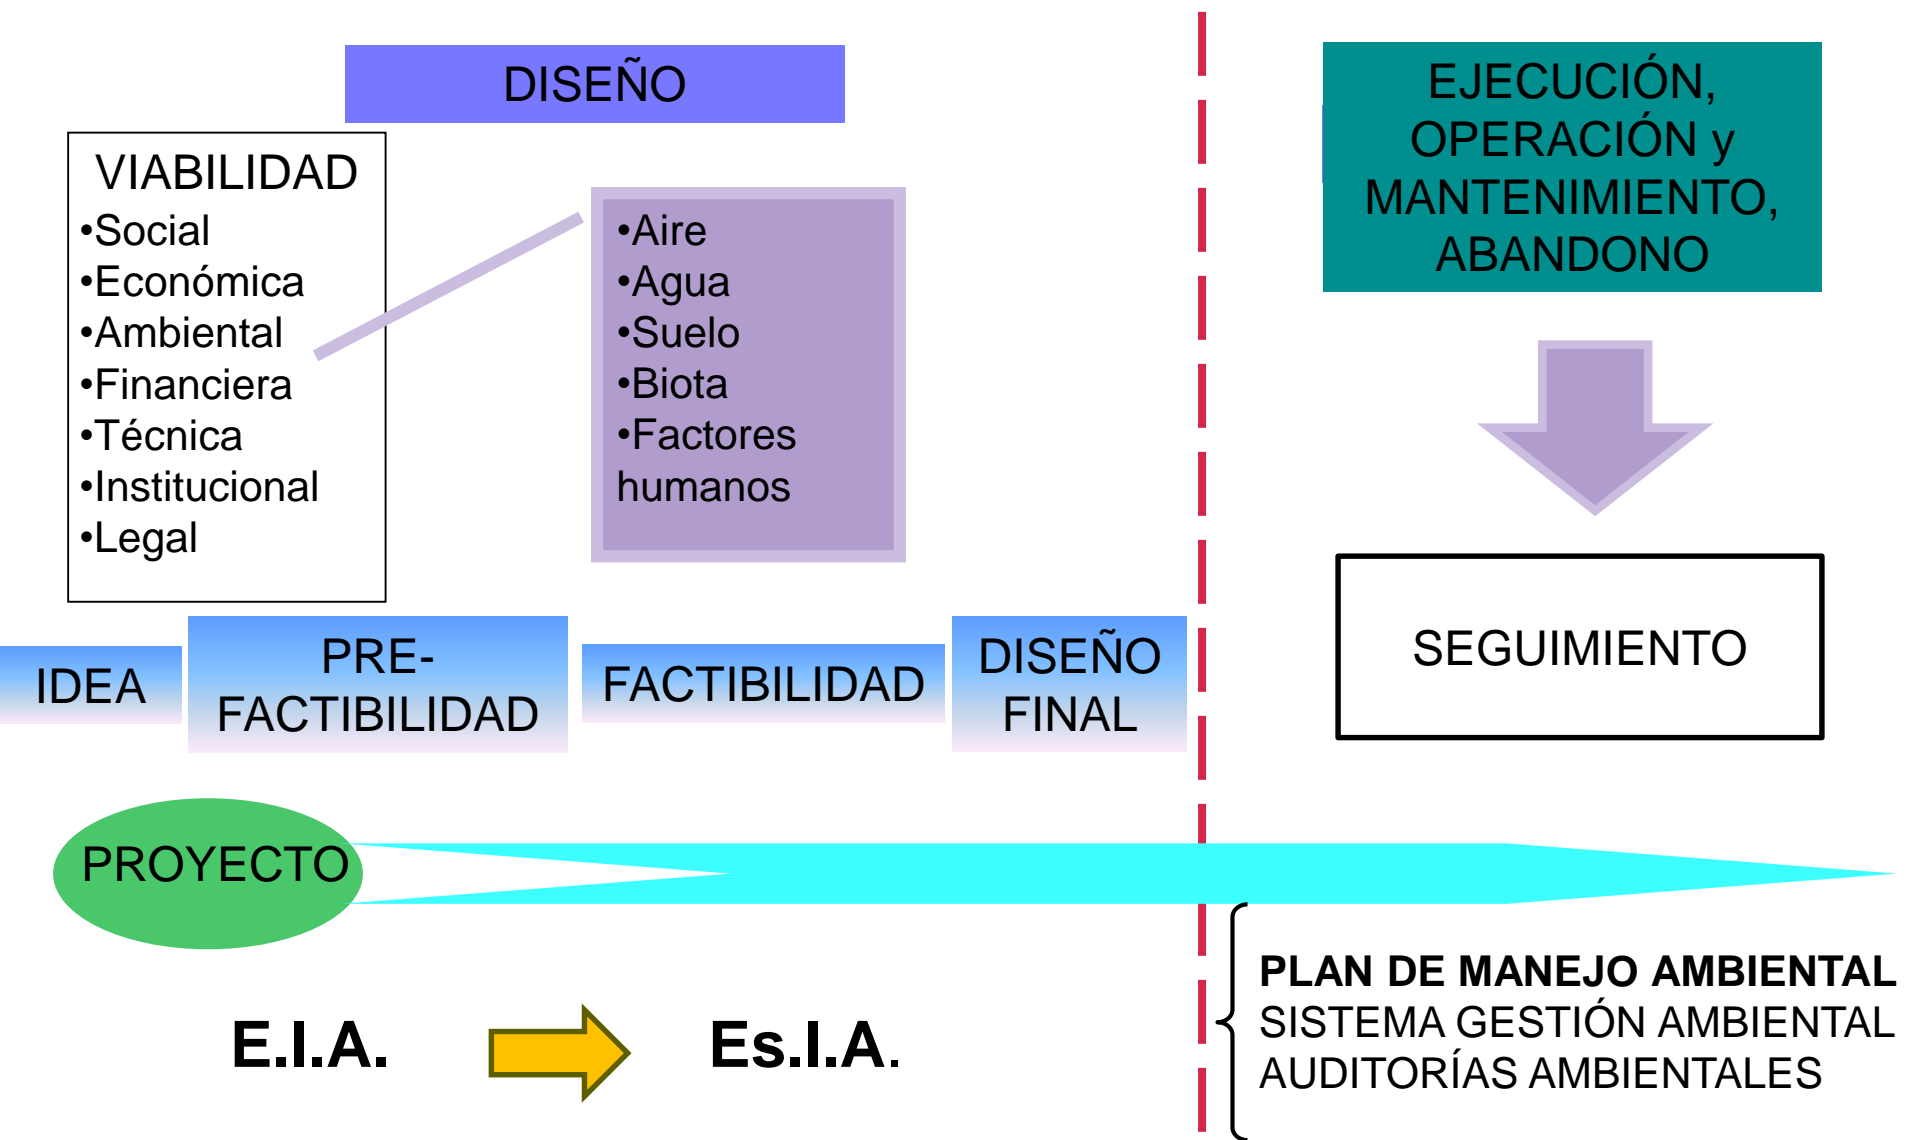 DISEÑO
VIABILIDAD
•Social
•Económica
•Ambiental
•Financiera
•Técnica
•Institucional
•Legal
•Aire
•Agua
•Suelo
•Biota
•Factores
humanos
EJECUCIÓN,
OPERACIÓN y
MANTENIMIENTO,
ABANDONO
SEGUIMIENTO
IDEA
PRE-
FACTIBILIDAD
FACTIBILIDAD
DISEÑO
FINAL
PROYECTO
E.I.A.
Es.I.A.
PLAN DE MANEJO AMBIENTAL
SISTEMA GESTIÓN AMBIENTAL
AUDITORÍAS AMBIENTALES